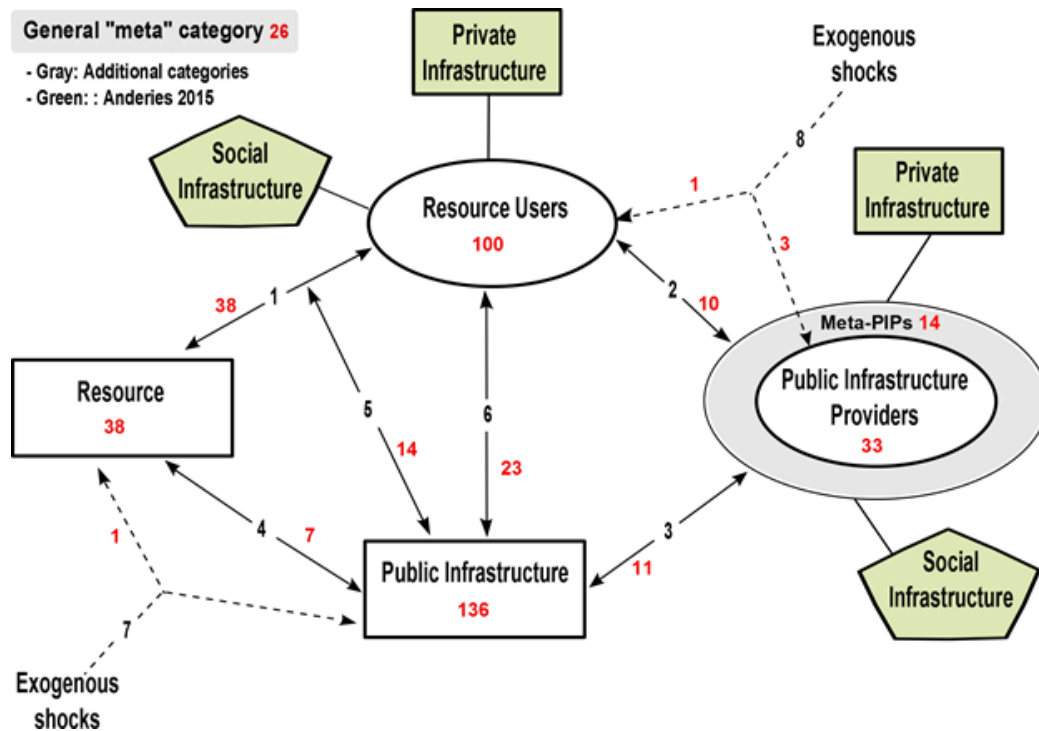 General "meta" category 26
- Gray: Additional categories
- Green: : Anderies 2015
Private
Infrastructure
Exogenous
shocks
Social
Infrastructure
8
Private
Infrastructure
1
Resource Users
100
3
38
1
2
10
Meta-PIPs 14
Resource
38
5
6
Public Infrastructure
Providers
33
14
23
1
4
7
3
11
Public Infrastructure
136
Social
Infrastructure
7
Exogenous
shocks